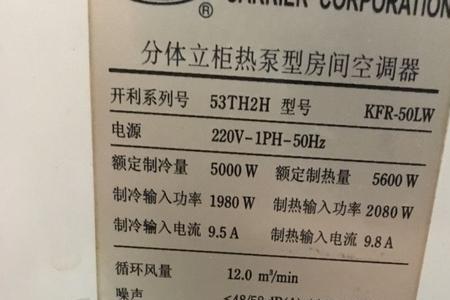 ® CARRIER CORPORATION
分体立柜热泵型房间空调器
开利系列号 53TH2H 型号 KFR-50LW
电源 220V-1PH-50Hz
额定制冷量 5000 W 额定制热量 5600 W
制冷输入功率 1980 W 制热输入功率 2080 W
制冷输入电流 9.5 A 制热输入电流 9.8 A
循环风量 12.0 m³/min
噪声